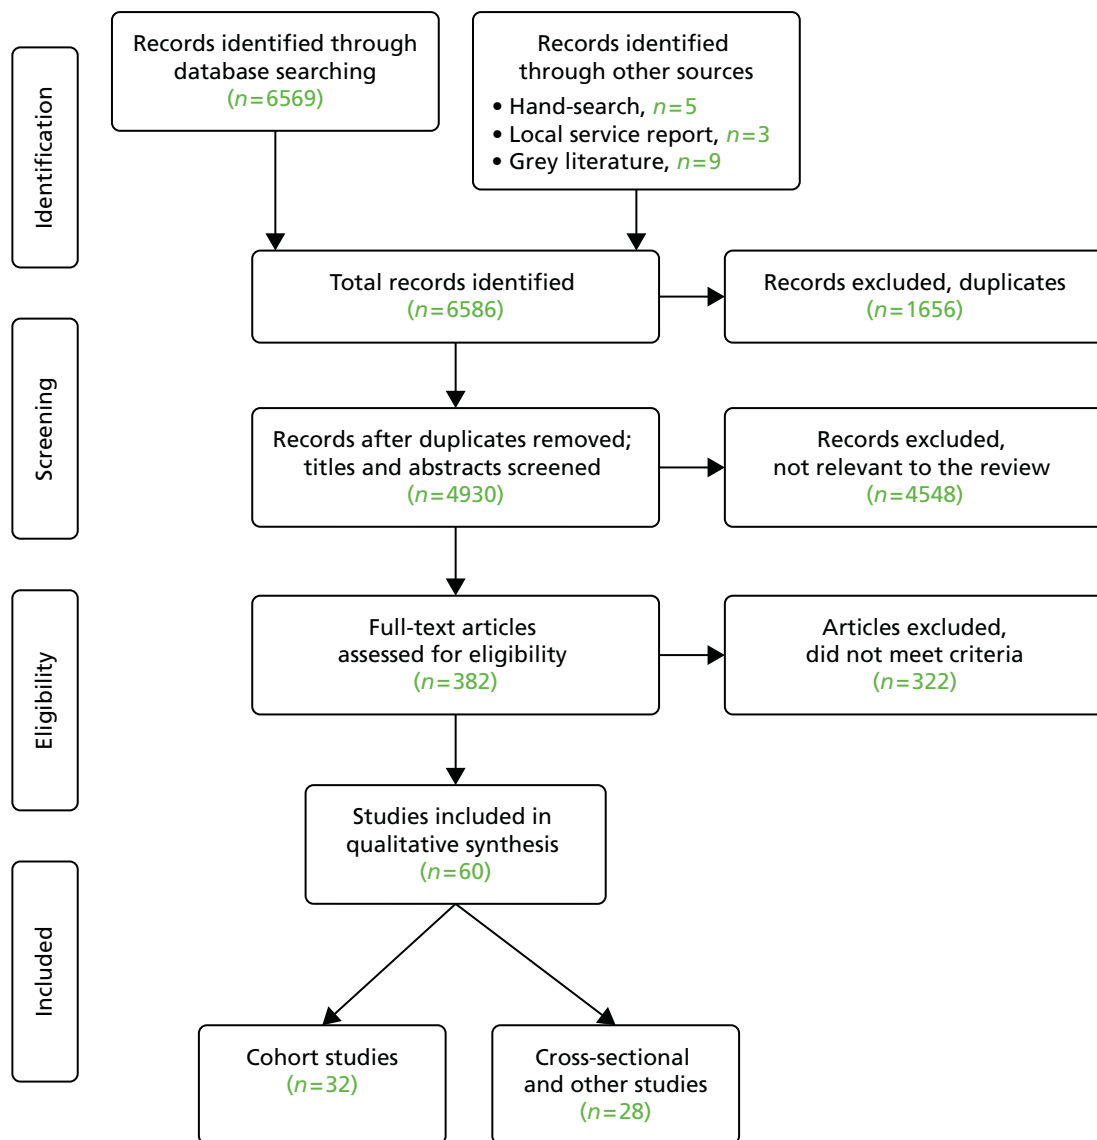 Identification
Records identified through
database searching
(n=6569)
Records identified
through other sources
• Hand-search, n=5
• Local service report, n=3
• Grey literature, n=9
Total records identified
(n=6586)
Records excluded, duplicates
(n=1656)
Screening
Records after duplicates removed;
titles and abstracts screened
(n=4930)
Records excluded,
not relevant to the review
(n=4548)
Eligibility
Full-text articles
assessed for eligibility
(n=382)
Articles excluded,
did not meet criteria
(n=322)
Included
Studies included in
qualitative synthesis
(n=60)
Cohort studies
(n=32)
Cross-sectional
and other studies
(n=28)